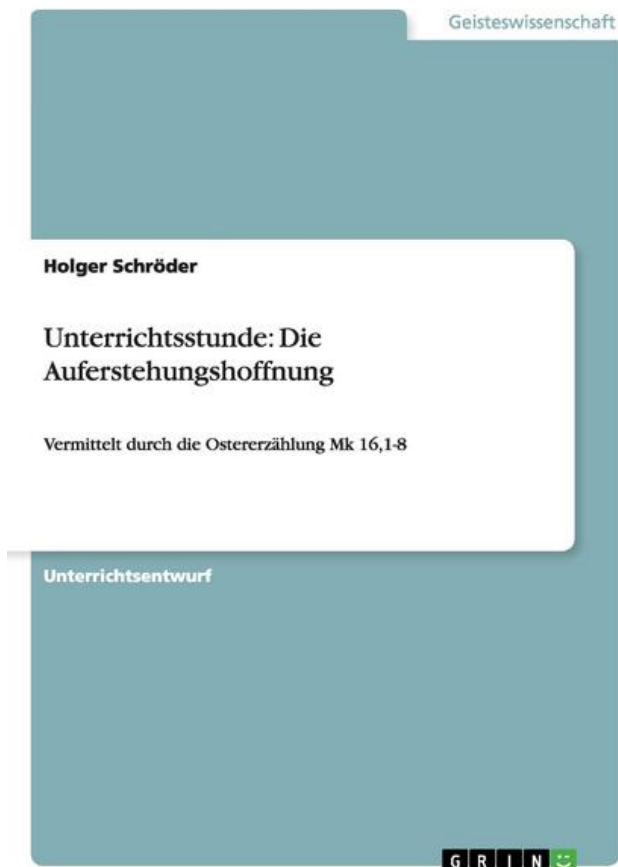 Geisteswissenschaft
Holger Schröder
Unterrichtsstunde: Die
Auferstehungshoffnung
Vermittelt durch die Ostererzählung Mk 16,1-8
Unterrichtsentwurf
GRIN